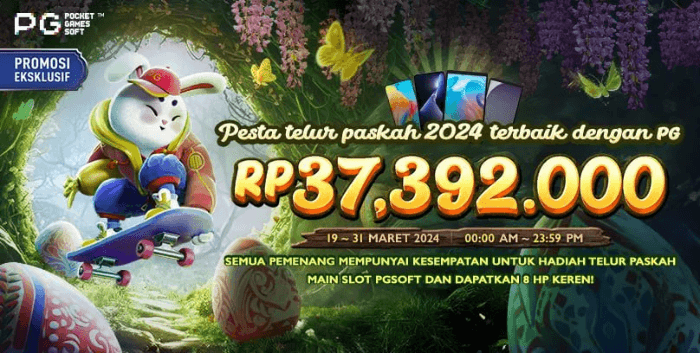 PG POCKET GAMES SOFT™
PROMOSI
EKSKLUSIF
Pesta telur paskah 2024 terbaik dengan PG
RP37,392.000
19 ~ 31 MARET 2024 | 00:00 AM ~ 23:59 PM
SEMUA PEMENANG MEMPUNYAI KESEMPATAN UNTUK HADIAH TELUR PASKAH
MAIN SLOT PGSOFT DAN DAPATKAN 8 HP KEREN!